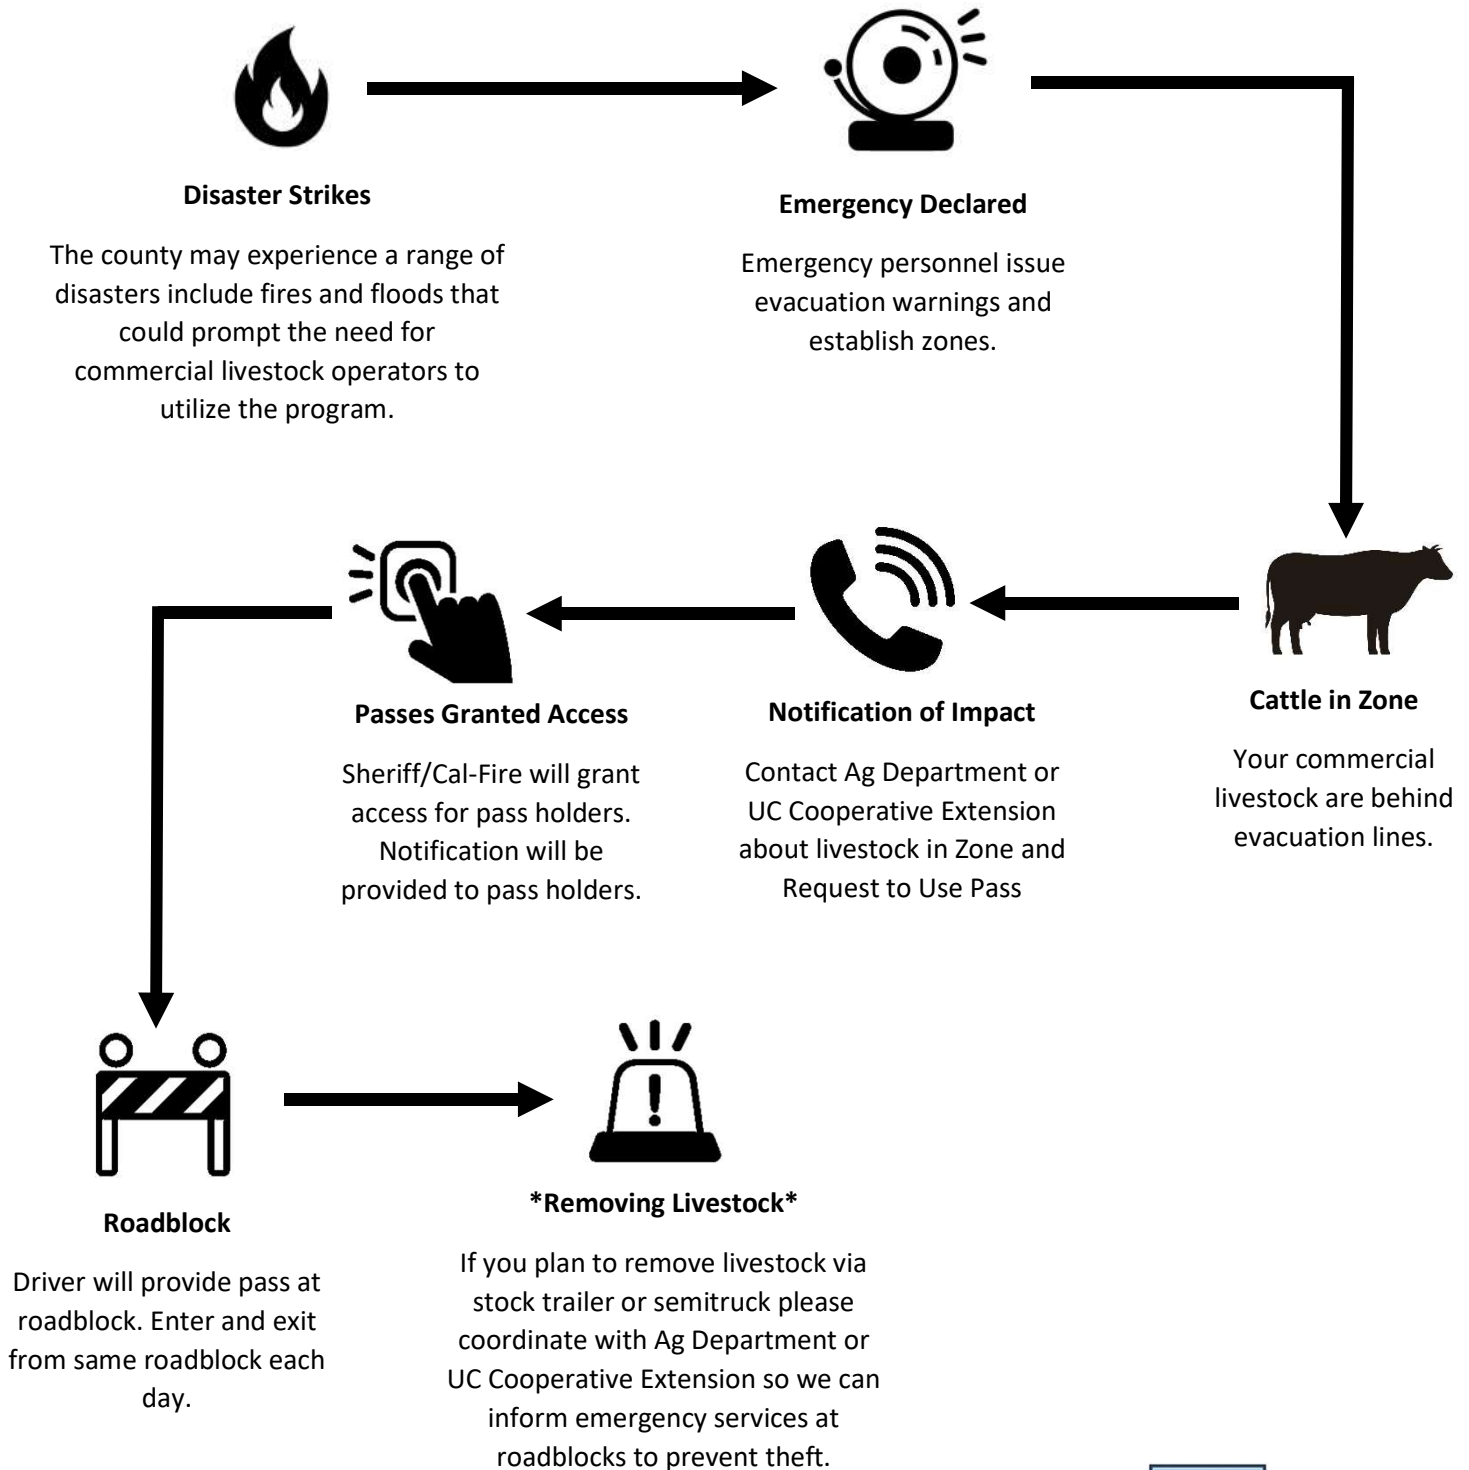 Disaster Strikes
The county may experience a range of
disasters include fires and floods that
could prompt the need for
commercial livestock operators to
utilize the program.
Emergency Declared
Emergency personnel issue
evacuation warnings and
establish zones.
Cattle in Zone
Your commercial
livestock are behind
evacuation lines.
Notification of Impact
Contact Ag Department or
UC Cooperative Extension
about livestock in Zone and
Request to Use Pass
Passes Granted Access
Sheriff/Cal-Fire will grant
access for pass holders.
Notification will be
provided to pass holders.
Roadblock
Driver will provide pass at
roadblock. Enter and exit
from same roadblock each
day.
*Removing Livestock*
If you plan to remove livestock via
stock trailer or semitruck please
coordinate with Ag Department or
UC Cooperative Extension so we can
inform emergency services at
roadblocks to prevent theft.